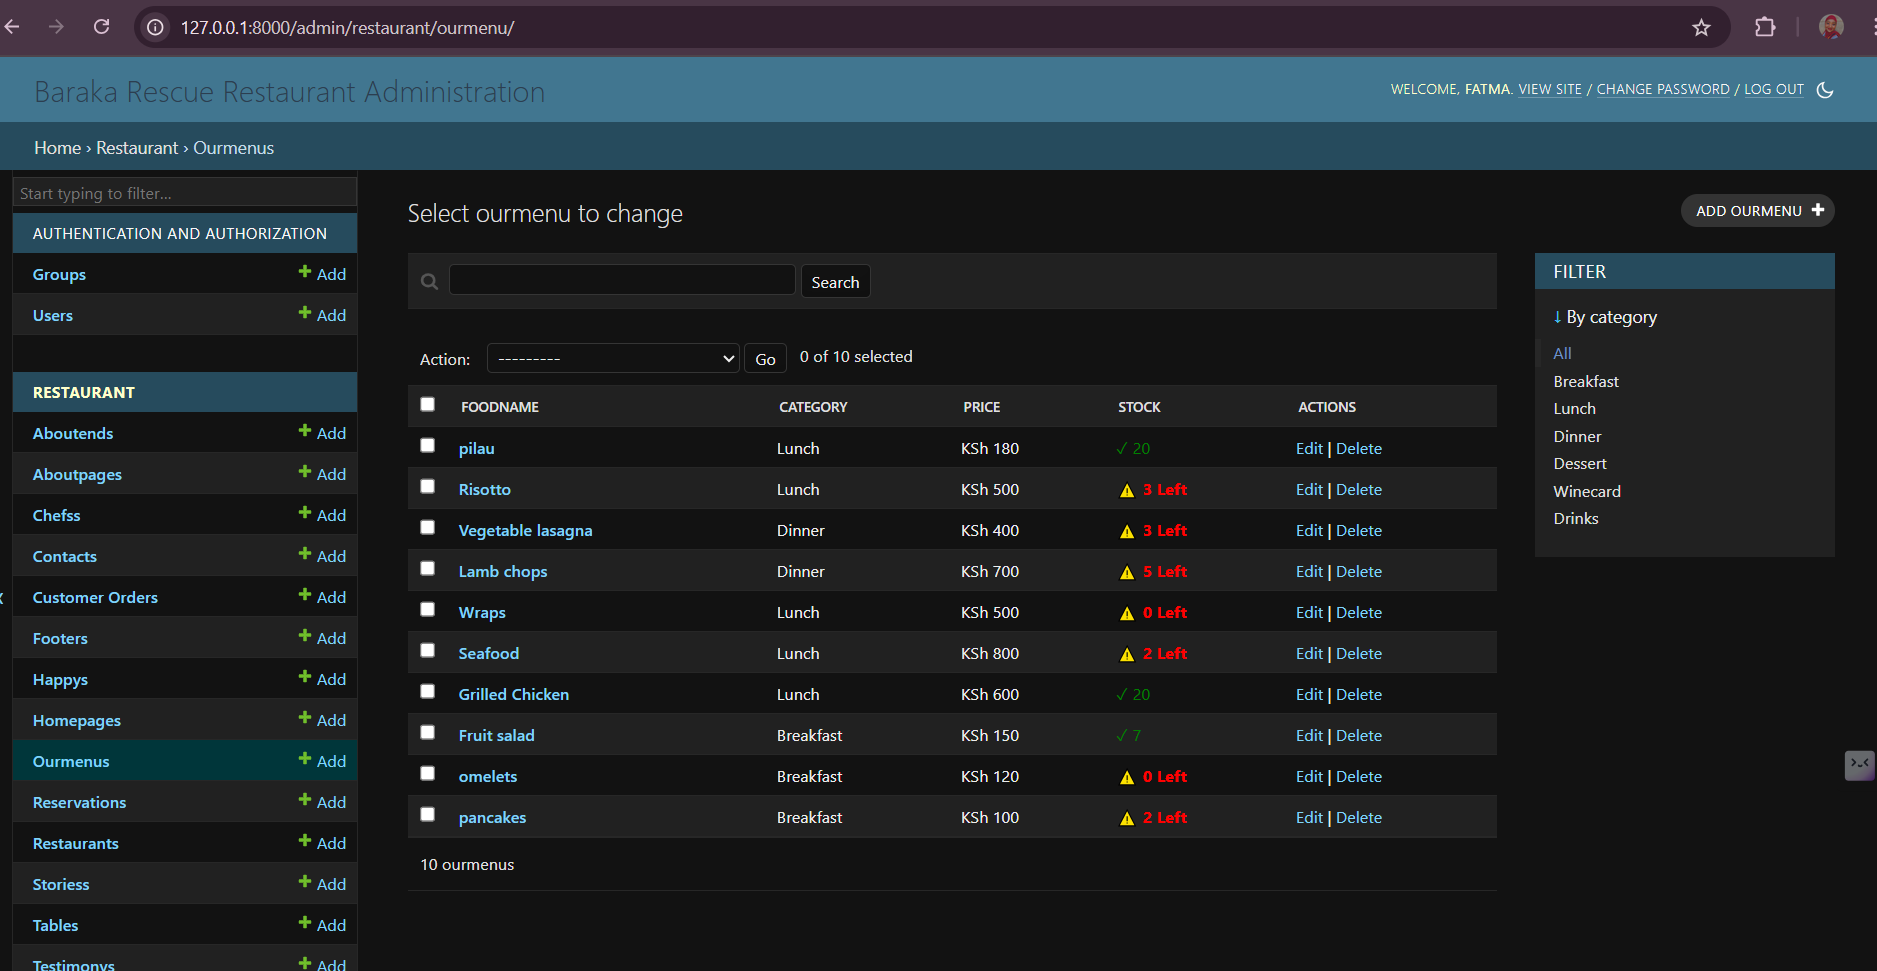 127.0.0.1:8000/admin/restaurant/ourmenu/
Baraka Rescue Restaurant Administration
WELCOME, FATMA. VIEW SITE / CHANGE PASSWORD / LOG OUT
Home › Restaurant › Ourmenus
Start typing to filter...
AUTHENTICATION AND AUTHORIZATION
Groups + Add
Users + Add
RESTAURANT
Aboutends + Add
Aboutpages + Add
Chefss + Add
Contacts + Add
Customer Orders + Add
Footers + Add
Happys + Add
Homepages + Add
Ourmenus + Add
Reservations + Add
Restaurants + Add
Storiess + Add
Tables + Add
Testimonys + Add
Select ourmenu to change
ADD OURMENU +
Search
Action: --------- Go 0 of 10 selected
FOODNAME CATEGORY PRICE STOCK ACTIONS
pilau Lunch KSh 180 ✓ 20 Edit | Delete
Risotto Lunch KSh 500 ⚠ 3 Left Edit | Delete
Vegetable lasagna Dinner KSh 400 ⚠ 3 Left Edit | Delete
Lamb chops Dinner KSh 700 ⚠ 5 Left Edit | Delete
Wraps Lunch KSh 500 ⚠ 0 Left Edit | Delete
Seafood Lunch KSh 800 ⚠ 2 Left Edit | Delete
Grilled Chicken Lunch KSh 600 ✓ 20 Edit | Delete
Fruit salad Breakfast KSh 150 ✓ 7 Edit | Delete
omelets Breakfast KSh 120 ⚠ 0 Left Edit | Delete
pancakes Breakfast KSh 100 ⚠ 2 Left Edit | Delete
10 ourmenus
FILTER
↓ By category
All
Breakfast
Lunch
Dinner
Dessert
Winecard
Drinks